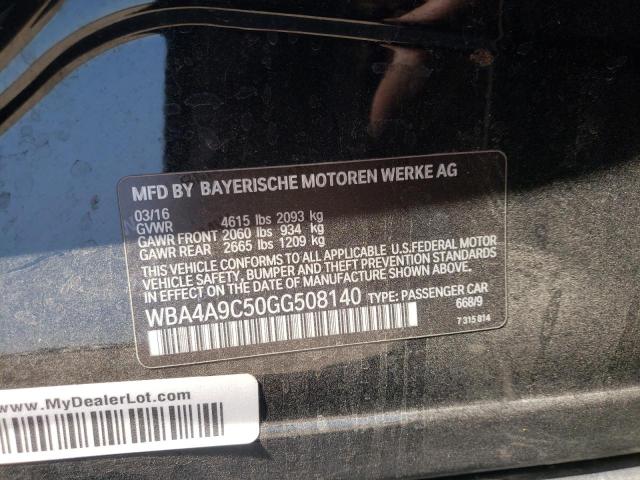 MFD BY BAYERISCHE MOTOREN WERKE AG
03/16
GVWR 4615 lbs 2093 kg
GAWR FRONT 2060 lbs 934 kg
GAWR REAR 2665 lbs 1209 kg
THIS VEHICLE CONFORMS TO ALL APPLICABLE U.S.FEDERAL MOTOR
VEHICLE SAFETY, BUMPER AND THEFT PREVENTION STANDARDS
IN EFFECT ON THE DATE OF MANUFACTURE SHOWN ABOVE.
WBA4A9C50GG508140 TYPE: PASSENGER CAR
668/9
7 315 814
www.MyDealerLot.com